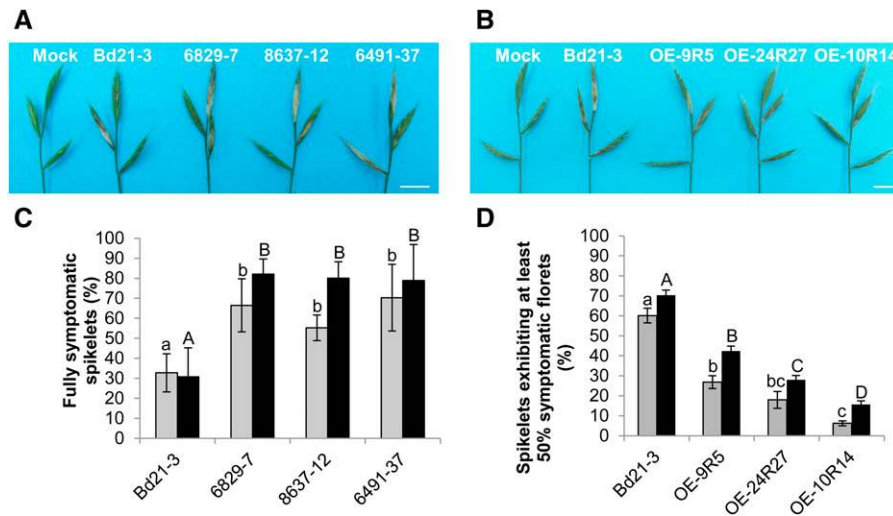 A
Mock Bd21-3 6829-7 8637-12 6491-37
B
Mock Bd21-3 OE-9R5 OE-24R27 OE-10R14
C
Fully symptomatic
spikelets (%)
100
90
80
70
60
50
40
30
20
10
0
a A
b B
b B
b B
Bd21-3
6829-7
8637-12
6491-37
D
Spikelets exhibiting at least
50% symptomatic florets
(%)
100
90
80
70
60
50
40
30
20
10
0
a A
b B
bc C
c D
Bd21-3
OE-9R5
OE-24R27
OE-10R14